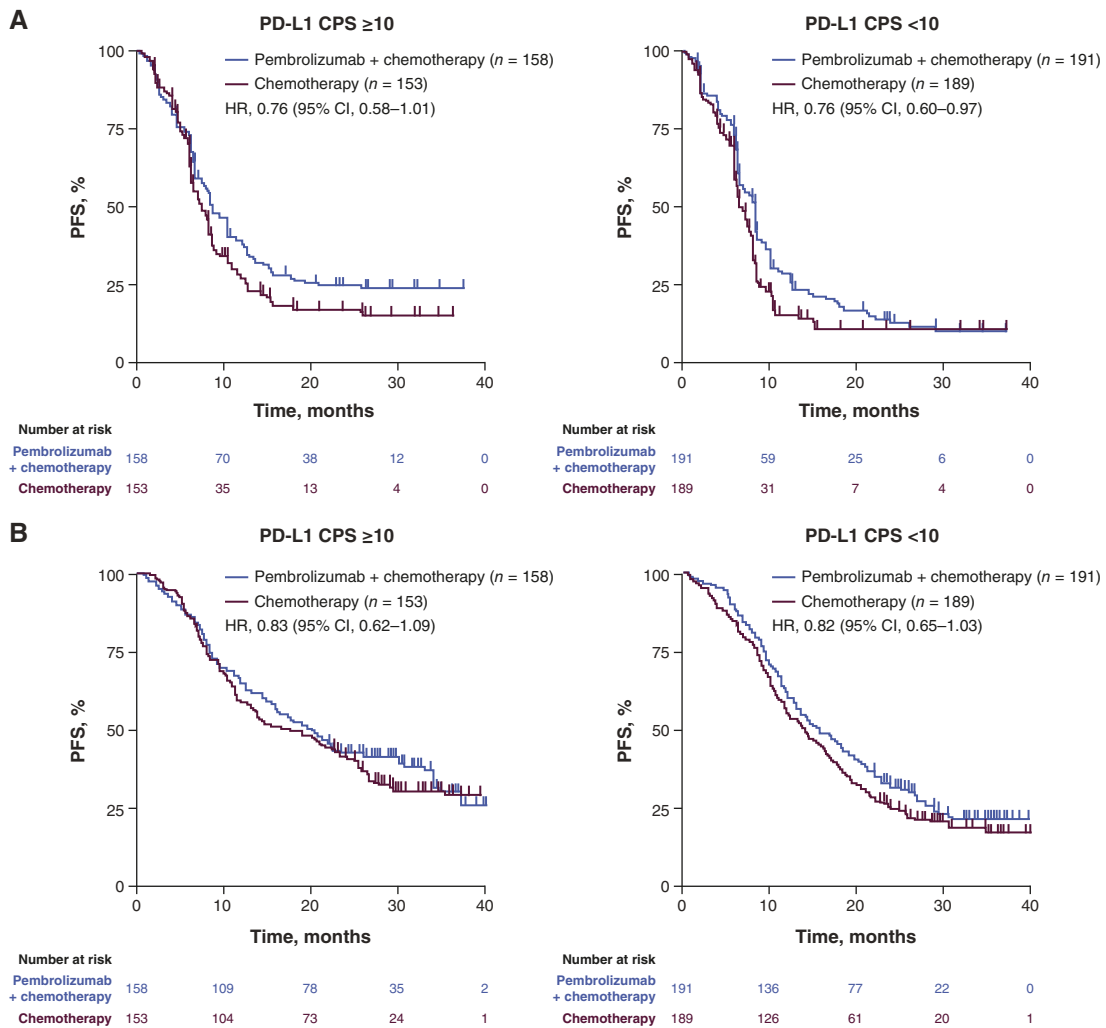 A
PD-L1 CPS ≥10
Pembrolizumab + chemotherapy (n = 158)
Chemotherapy (n = 153)
HR, 0.76 (95% CI, 0.58–1.01)
PFS, %
100
75
50
25
0
0 10 20 30 40
Time, months
Number at risk
Pembrolizumab
+ chemotherapy 158 70 38 12 0
Chemotherapy 153 35 13 4 0
PD-L1 CPS <10
Pembrolizumab + chemotherapy (n = 191)
Chemotherapy (n = 189)
HR, 0.76 (95% CI, 0.60–0.97)
PFS, %
100
75
50
25
0
0 10 20 30 40
Time, months
Number at risk
Pembrolizumab
+ chemotherapy 191 59 25 6 0
Chemotherapy 189 31 7 4 0
B
PD-L1 CPS ≥10
Pembrolizumab + chemotherapy (n = 158)
Chemotherapy (n = 153)
HR, 0.83 (95% CI, 0.62–1.09)
PFS, %
100
75
50
25
0
0 10 20 30 40
Time, months
Number at risk
Pembrolizumab
+ chemotherapy 158 109 78 35 2
Chemotherapy 153 104 73 24 1
PD-L1 CPS <10
Pembrolizumab + chemotherapy (n = 191)
Chemotherapy (n = 189)
HR, 0.82 (95% CI, 0.65–1.03)
PFS, %
100
75
50
25
0
0 10 20 30 40
Time, months
Number at risk
Pembrolizumab
+ chemotherapy 191 136 77 22 0
Chemotherapy 189 126 61 20 1